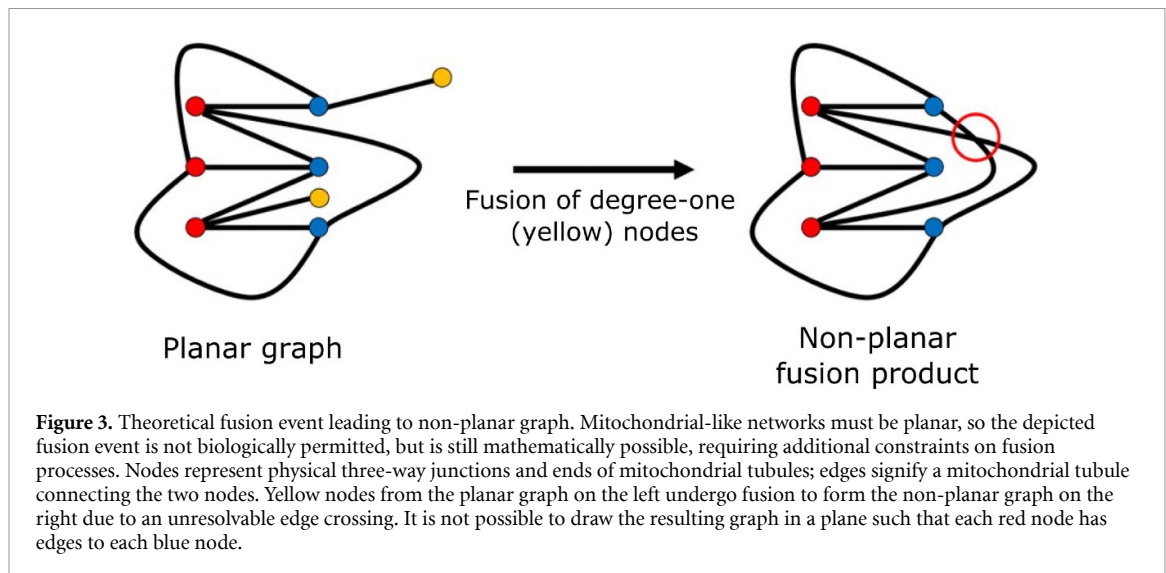 Fusion of degree-one
(yellow) nodes
Planar graph
Non-planar
fusion product
Figure 3. Theoretical fusion event leading to non-planar graph. Mitochondrial-like networks must be planar, so the depicted
fusion event is not biologically permitted, but is still mathematically possible, requiring additional constraints on fusion
processes. Nodes represent physical three-way junctions and ends of mitochondrial tubules; edges signify a mitochondrial tubule
connecting the two nodes. Yellow nodes from the planar graph on the left undergo fusion to form the non-planar graph on the
right due to an unresolvable edge crossing. It is not possible to draw the resulting graph in a plane such that each red node has
edges to each blue node.